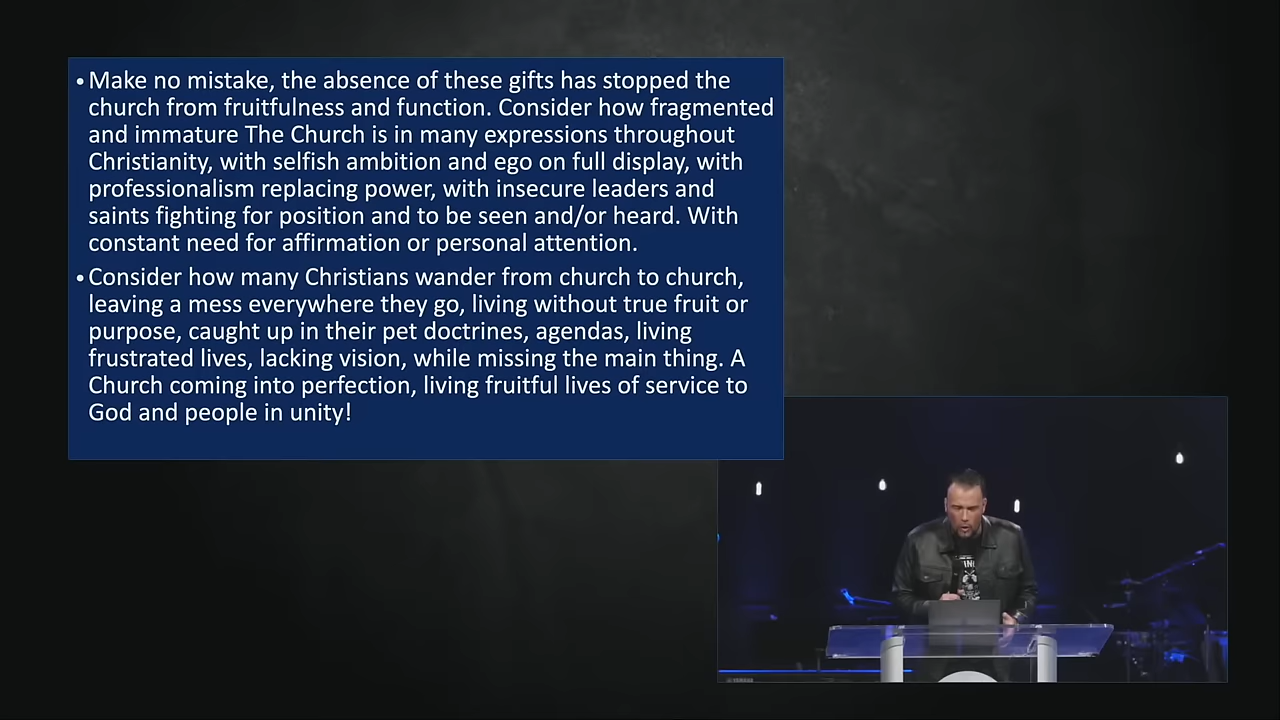 • Make no mistake, the absence of these gifts has stopped the
church from fruitfulness and function. Consider how fragmented
and immature The Church is in many expressions throughout
Christianity, with selfish ambition and ego on full display, with
professionalism replacing power, with insecure leaders and
saints fighting for position and to be seen and/or heard. With
constant need for affirmation or personal attention.
• Consider how many Christians wander from church to church,
leaving a mess everywhere they go, living without true fruit or
purpose, caught up in their pet doctrines, agendas, living
frustrated lives, lacking vision, while missing the main thing. A
Church coming into perfection, living fruitful lives of service to
God and people in unity!
YAMAHA